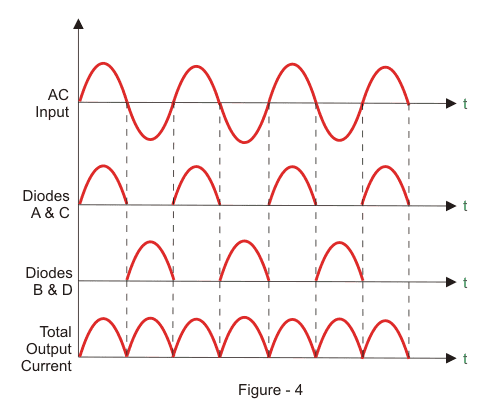 AC
Input
t
Diodes
A & C
t
Diodes
B & D
t
Total
Output
Current
t
Figure - 4